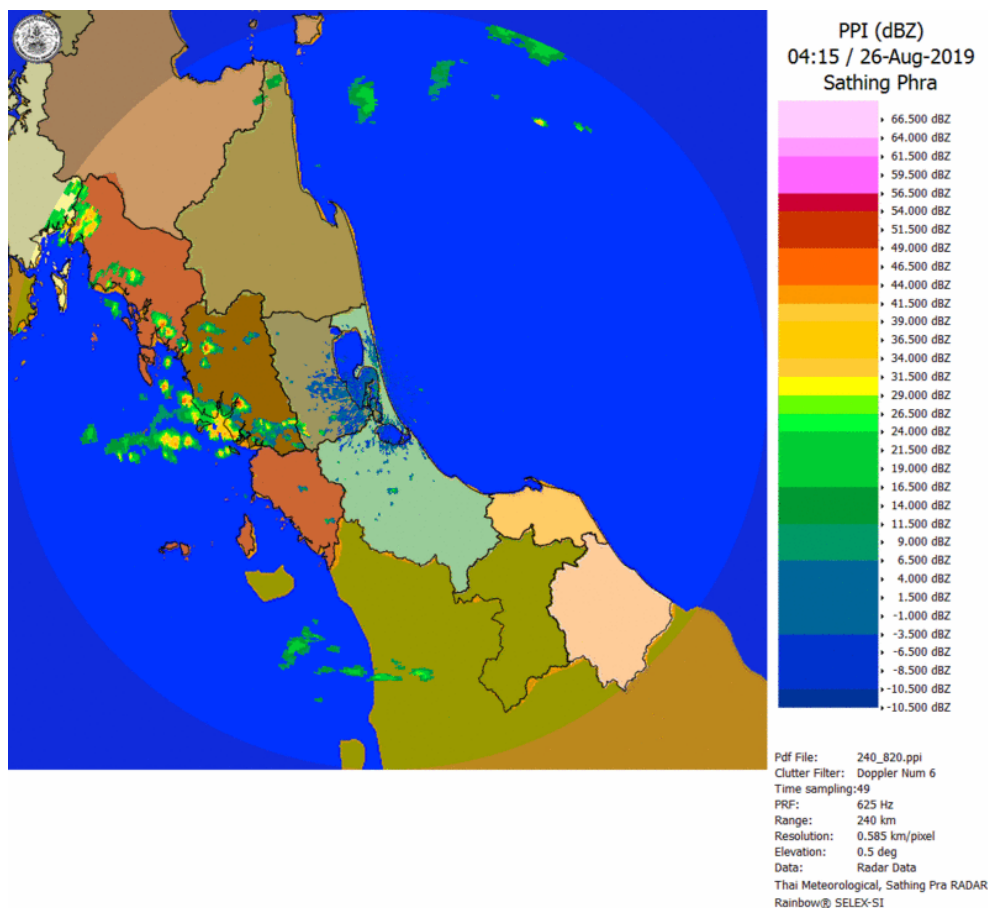 PPI (dBZ)
04:15 / 26-Aug-2019
Sathing Phra
66.500 dBZ
64.000 dBZ
61.500 dBZ
59.500 dBZ
56.500 dBZ
54.000 dBZ
51.500 dBZ
49.000 dBZ
46.500 dBZ
44.000 dBZ
41.500 dBZ
39.000 dBZ
36.500 dBZ
34.000 dBZ
31.500 dBZ
29.000 dBZ
26.500 dBZ
24.000 dBZ
21.500 dBZ
19.000 dBZ
16.500 dBZ
14.000 dBZ
11.500 dBZ
9.000 dBZ
6.500 dBZ
4.000 dBZ
1.500 dBZ
-1.000 dBZ
-3.500 dBZ
-6.500 dBZ
-8.500 dBZ
-10.500 dBZ
-10.500 dBZ
Pdf File: 240_820.ppi
Clutter Filter: Doppler Num 6
Time sampling:49
PRF: 625 Hz
Range: 240 km
Resolution: 0.585 km/pixel
Elevation: 0.5 deg
Data: Radar Data
Thai Meteorological, Sathing Pra RADAR
Rainbow® SELEX-SI